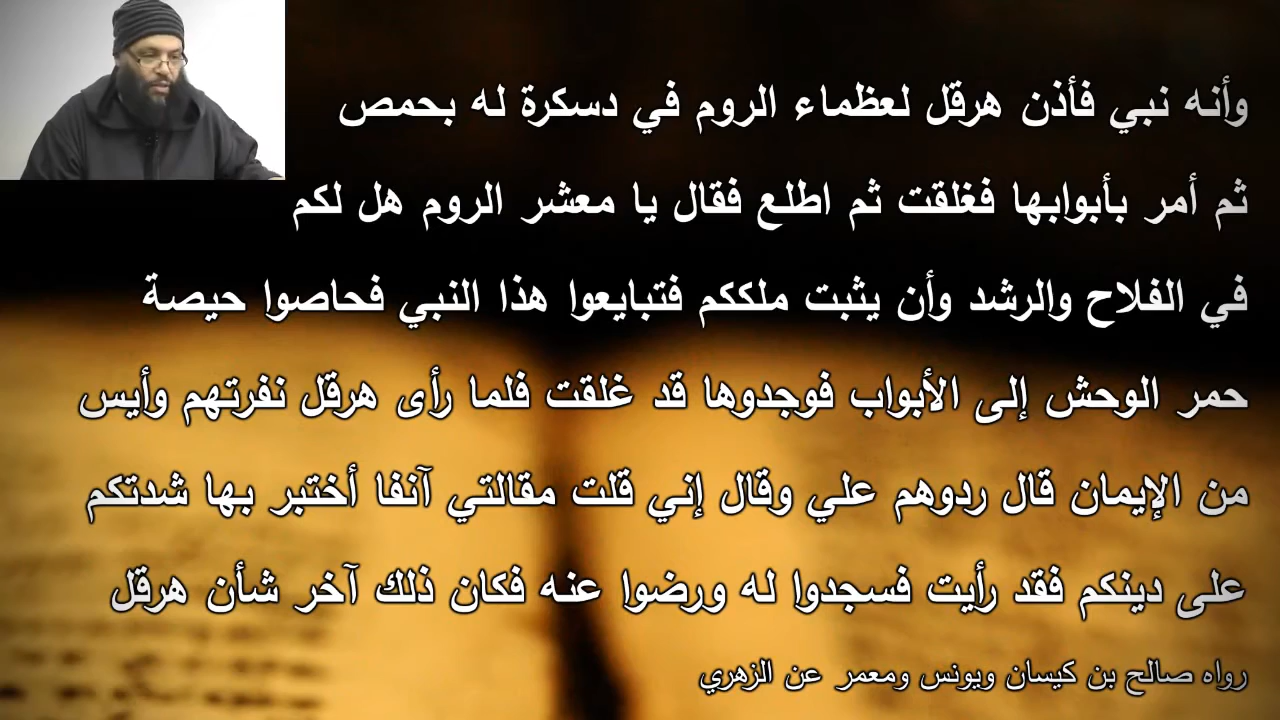 وأنه نبي فأذن هرقل لعظماء الروم في دسكرة له بحمص
ثم أمر بأبوابها فغلقت ثم اطلع فقال يا معشر الروم هل لكم
في الفلاح والرشد وأن يثبت ملككم فتبايعوا هذا النبي فحاصوا حيصة
حمر الوحش إلى الأبواب فوجدوها قد غلقت فلما رأى هرقل نفرتهم وأيس
من الإيمان قال ردوهم علي وقال إني قلت مقالتي آنفا أختبر بها شدتكم
على دينكم فقد رأيت فسجدوا له ورضوا عنه فكان ذلك آخر شأن هرقل
رواه صالح بن كيسان ويونس ومعمر عن الزهري